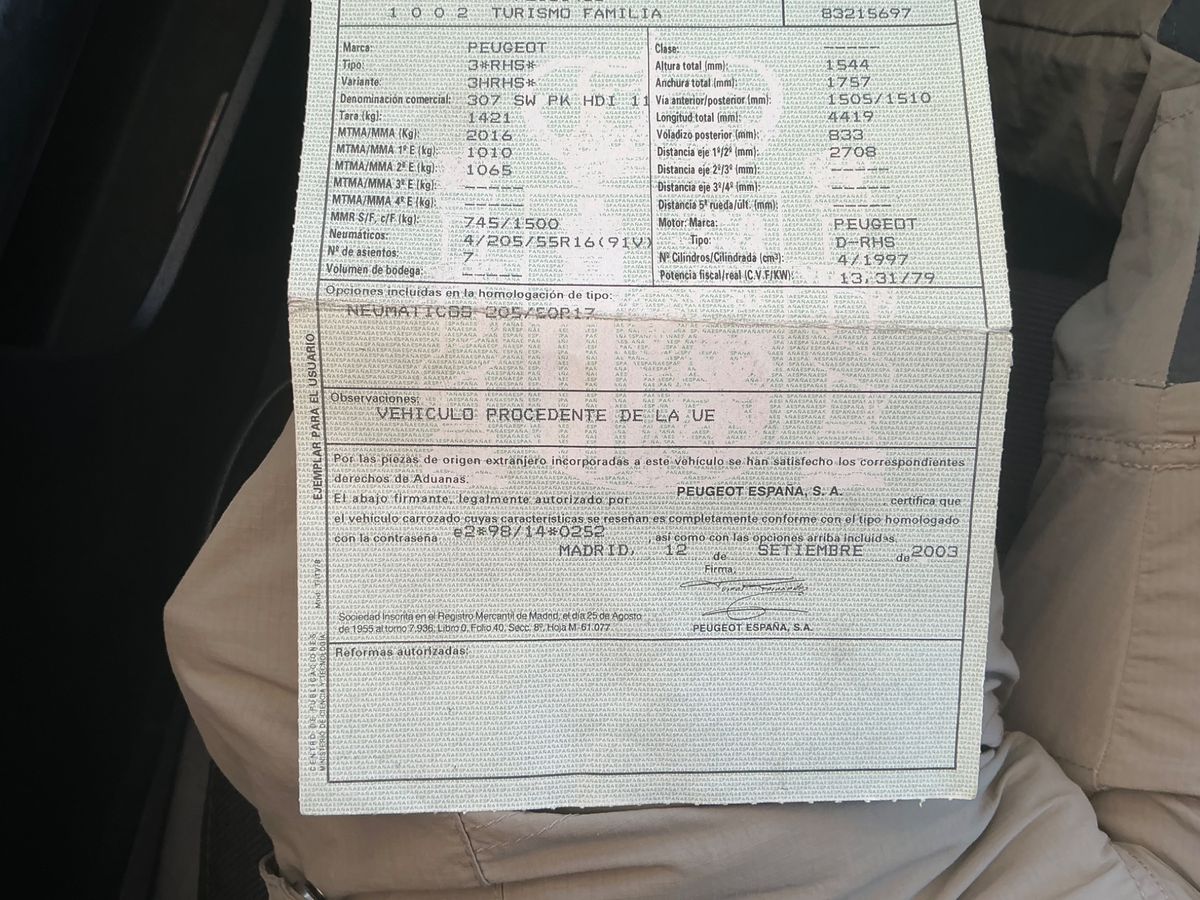 1 0 0 2 TURISMO FAMILIA 83215697
Marca: PEUGEOT
Tipo: 3*RHS*
Variante: 3HRHS*
Denominación comercial: 307 SW PK HDI 11
Tara (kg): 1421
MTMA/MMA (Kg): 2016
MTMA/MMA 1º E (kg): 1010
MTMA/MMA 2º E (kg): 1065
MTMA/MMA 3º E (kg): -----
MTMA/MMA 4º E (kg): -----
MMR S/F. c/F (kg): 745/1500
Neumáticos: 4/205/55R16(91V)
Nº de asientos: 7
Volumen de bodega: -----
Clase: -----
Altura total (mm): 1544
Anchura total (mm): 1757
Vía anterior/posterior (mm): 1505/1510
Longitud total (mm): 4419
Voladizo posterior (mm): 833
Distancia eje 1º/2º (mm): 2708
Distancia eje 2º/3º (mm): -----
Distancia eje 3º/4º (mm): -----
Distancia 5ª rueda/últ. (mm): -----
Motor: Marca: PEUGEOT
Tipo: D-RHS
Nº Cilindros/Cilindrada (cm³): 4/1997
Potencia fiscal/real (C.V.F/KW): 13,31/79
Opciones incluidas en la homologación de tipo:
NEUMATICOS 205/50R17
Observaciones:
VEHICULO PROCEDENTE DE LA UE
Por las piezas de origen extranjero incorporadas a este vehículo se han satisfecho los correspondientes
derechos de Aduanas.
El abajo firmante, legalmente autorizado por PEUGEOT ESPAÑA, S. A. certifica que
el vehículo carrozado cuyas características se reseñan es completamente conforme con el tipo homologado
con la contraseña e2*98/14*0252 así como con las opciones arriba incluidas.
MADRID, 12 de SETIEMBRE de 2003
Firma,
PEUGEOT ESPAÑA, S.A.
Sociedad Inscrita en el Registro Mercantil de Madrid, el día 25 de Agosto
de 1955 al tomo 7.936, Libro 0, Folio 40, Secc. 8ª, Hoja M-61.077
Reformas autorizadas:
EJEMPLAR PARA EL USUARIO
CENTRO DE PUBLICACIONES
MINISTERIO DE CIENCIA Y TECNOLOGÍA